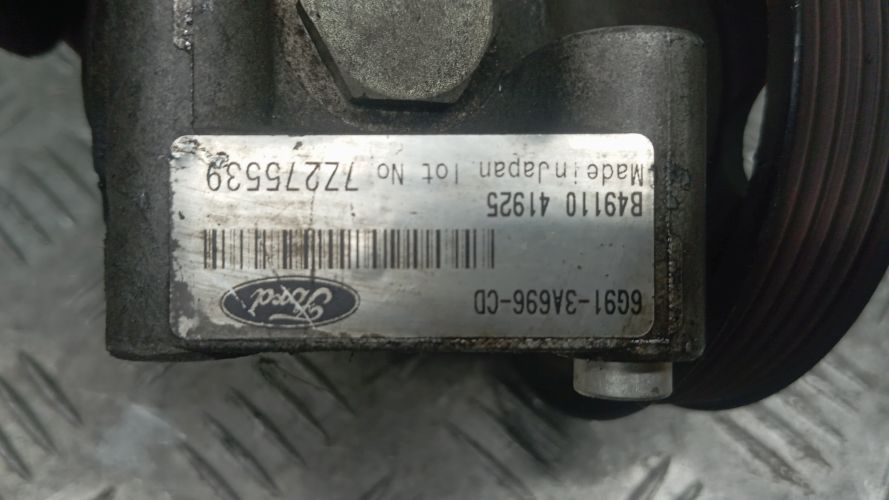 6G91-3A696-CD
Ford
B49110 41925
Made in Japan lot No. 7Z275539